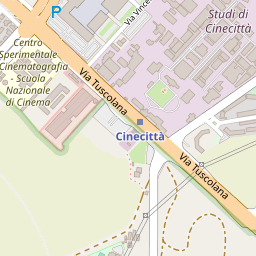 P
Via Vince
Studi di
Cinecittà
Centro
Sperimentale
Cinematografia
- Scuola
Nazionale
di Cinema
Via Tuscolana
Cinecittà
Via Tuscolana